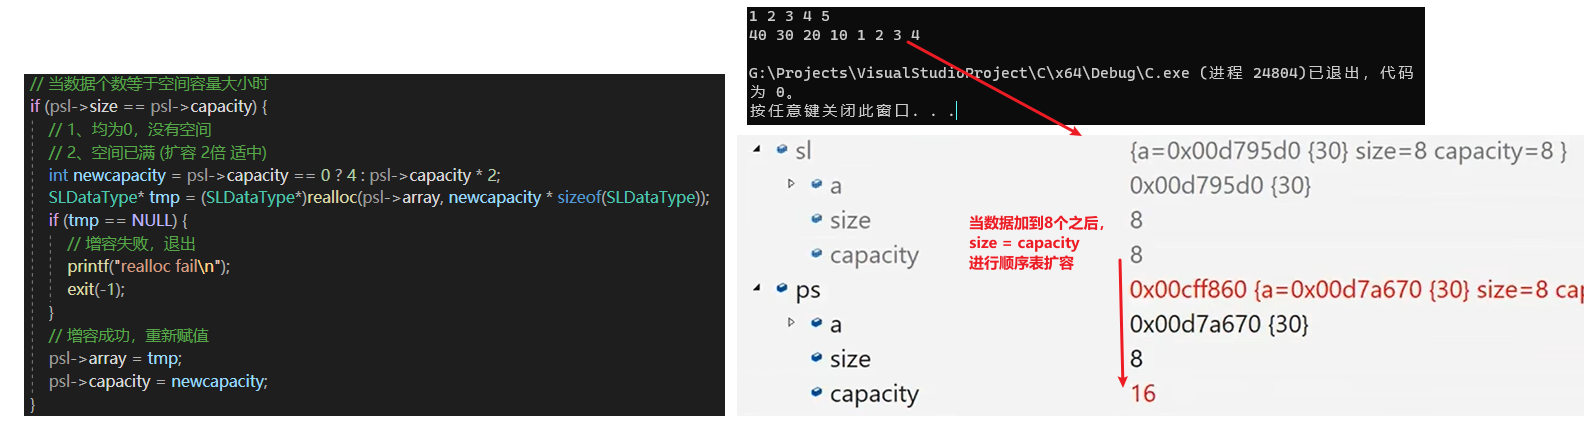 // 当数据个数等于空间容量大小时
if (psl->size == psl->capacity) {
// 1、均为0，没有空间
// 2、空间已满 (扩容 2倍 适中)
int newcapacity = psl->capacity == 0 ? 4 : psl->capacity * 2;
SLDataType* tmp = (SLDataType*)realloc(psl->array, newcapacity * sizeof(SLDataType));
if (tmp == NULL) {
// 增容失败，退出
printf("realloc fail\n");
exit(-1);
}
// 增容成功，重新赋值
psl->array = tmp;
psl->capacity = newcapacity;
}
1 2 3 4 5
40 30 20 10 1 2 3 4
G:\Projects\VisualStudioProject\C\x64\Debug\C.exe (进程 24804)已退出，代码
为 0。
按任意键关闭此窗口. . .
sl {a=0x00d795d0 {30} size=8 capacity=8 }
a 0x00d795d0 {30}
size 8
capacity 8
当数据加到8个之后，
size = capacity
进行顺序表扩容
ps 0x00cff860 {a=0x00d7a670 {30} size=8 cap
a 0x00d7a670 {30}
size 8
capacity 16